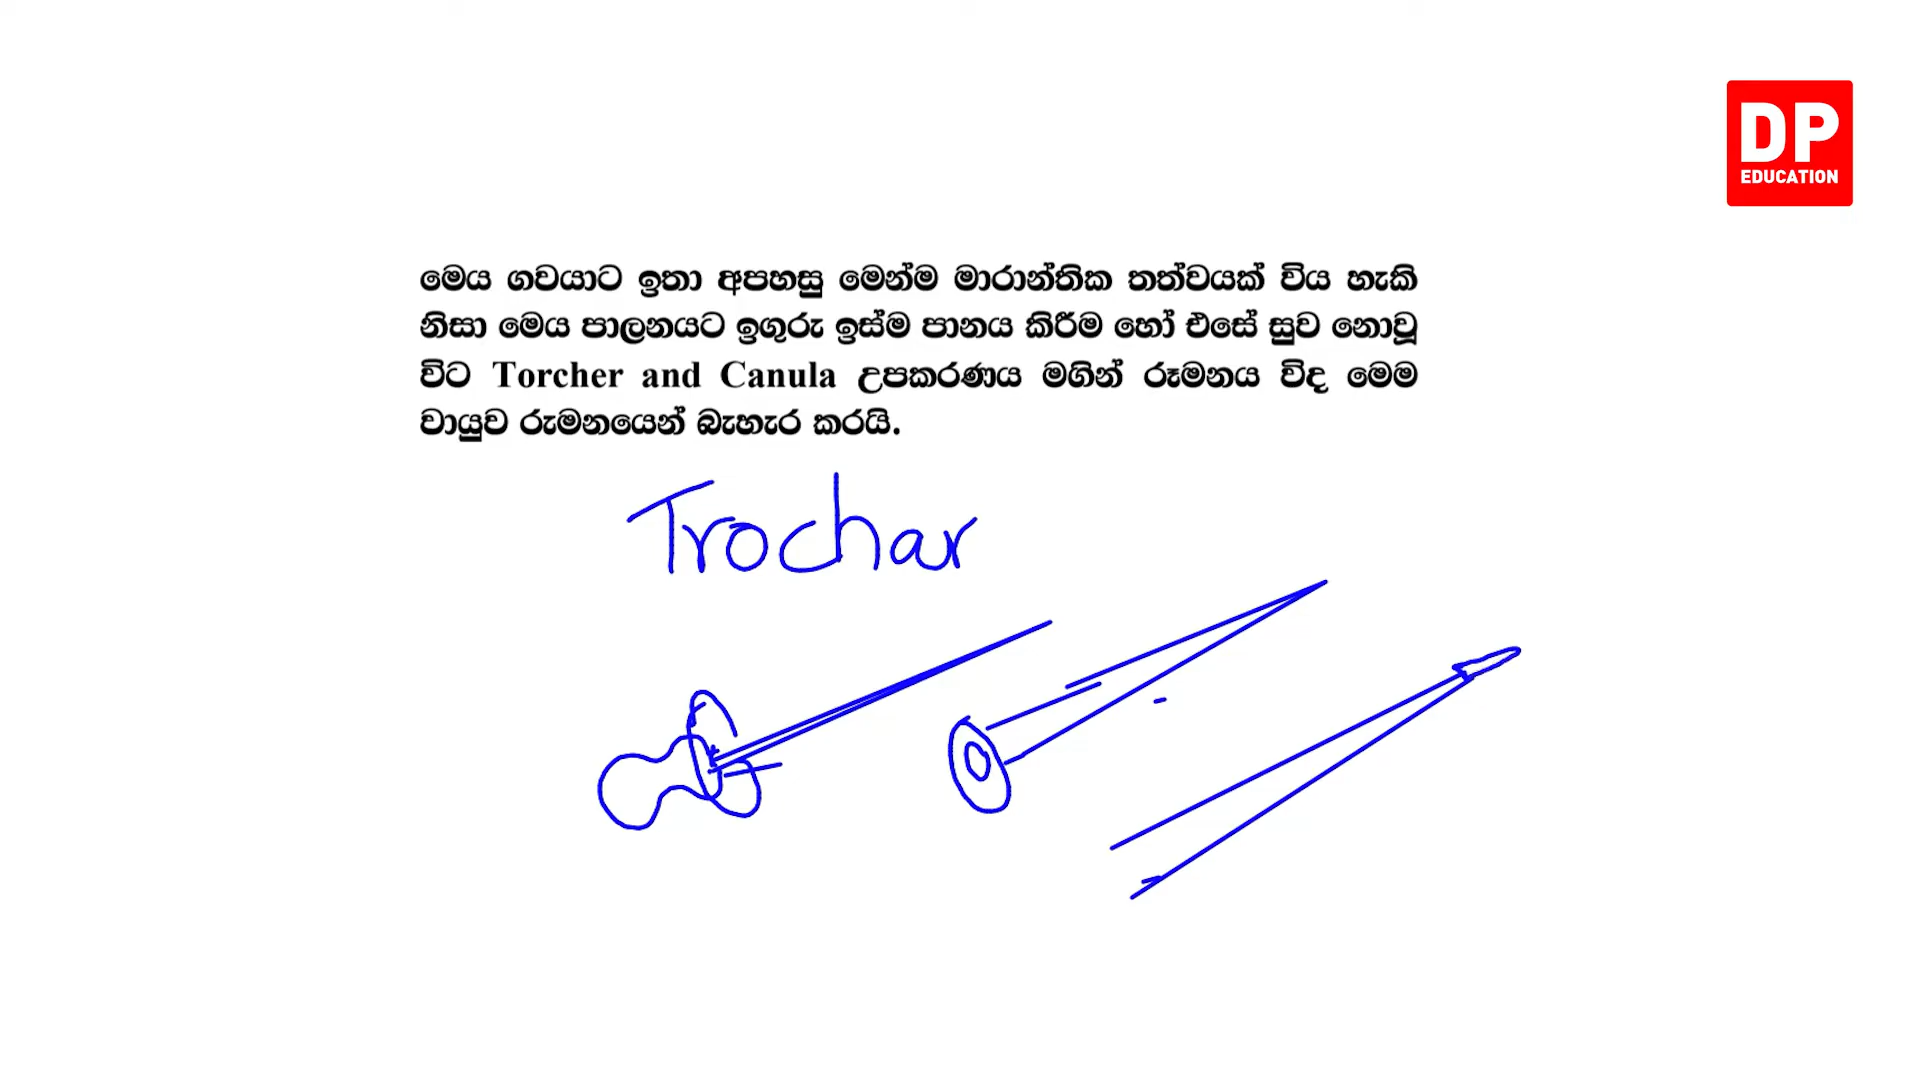 DP
EDUCATION
මෙය ගවයාට ඉතා අපහසු මෙන්ම මාරාන්තික තත්වයක් විය හැකි
නිසා මෙය පාලනයට ඉගුරු ඉස්ම පානය කිරීම හෝ එසේ සුව නොවූ
විට Torcher and Canula උපකරණය මගින් රූමනය විද මෙම
වායුව රුමනයෙන් බැහැර කරයි.
Trochar